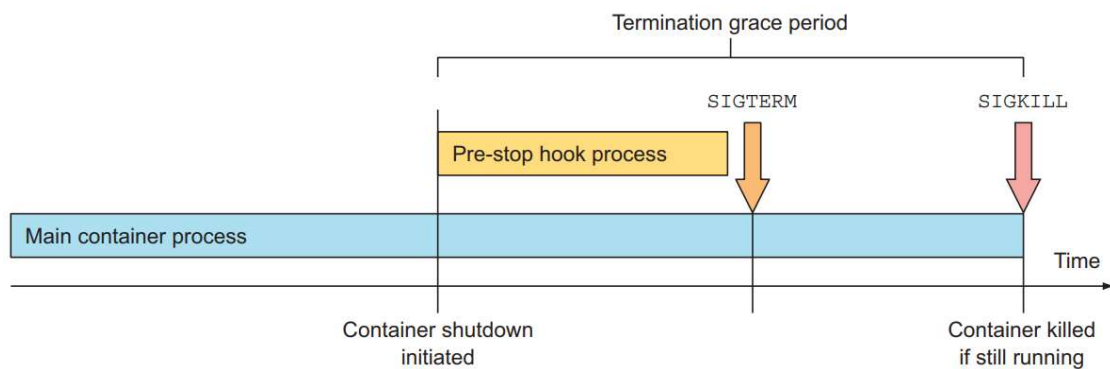 Termination grace period
SIGTERM
SIGKILL
Pre-stop hook process
Main container process
Time
Container shutdown
initiated
Container killed
if still running